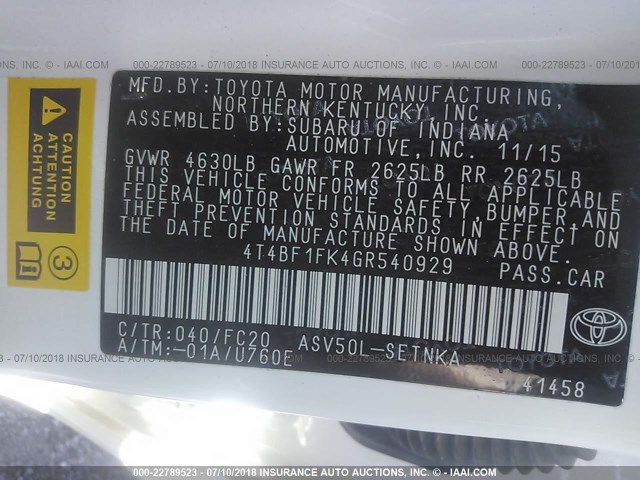 000-22789523 - 07/10/2018 INSURANCE AUTO AUCTIONS, INC. - © - IAAI.COM
MFD.BY:TOYOTA MOTOR MANUFACTURING,
NORTHERN KENTUCKY,INC.
ASSEMBLED BY:SUBARU OF INDIANA
AUTOMOTIVE,INC. 11/15
GVWR 4630LB GAWR FR 2625LB RR 2625LB
THIS VEHICLE CONFORMS TO ALL APPLICABLE
FEDERAL MOTOR VEHICLE SAFETY,BUMPER,AND
THEFT PREVENTION STANDARDS IN EFFECT ON
THE DATE OF MANUFACTURE SHOWN ABOVE.
4T4BF1FK4GR540929 PASS.CAR
C/TR:040/FC20 ASV50L-SETNKA
A/TM:-01A/U760E
41458
TOYOTA
CAUTION
ATTENTION
PRECAUCION
3
000-22789523 - 07/10/2018 INSURANCE AUTO AUCTIONS, INC. - © - IAAI.COM